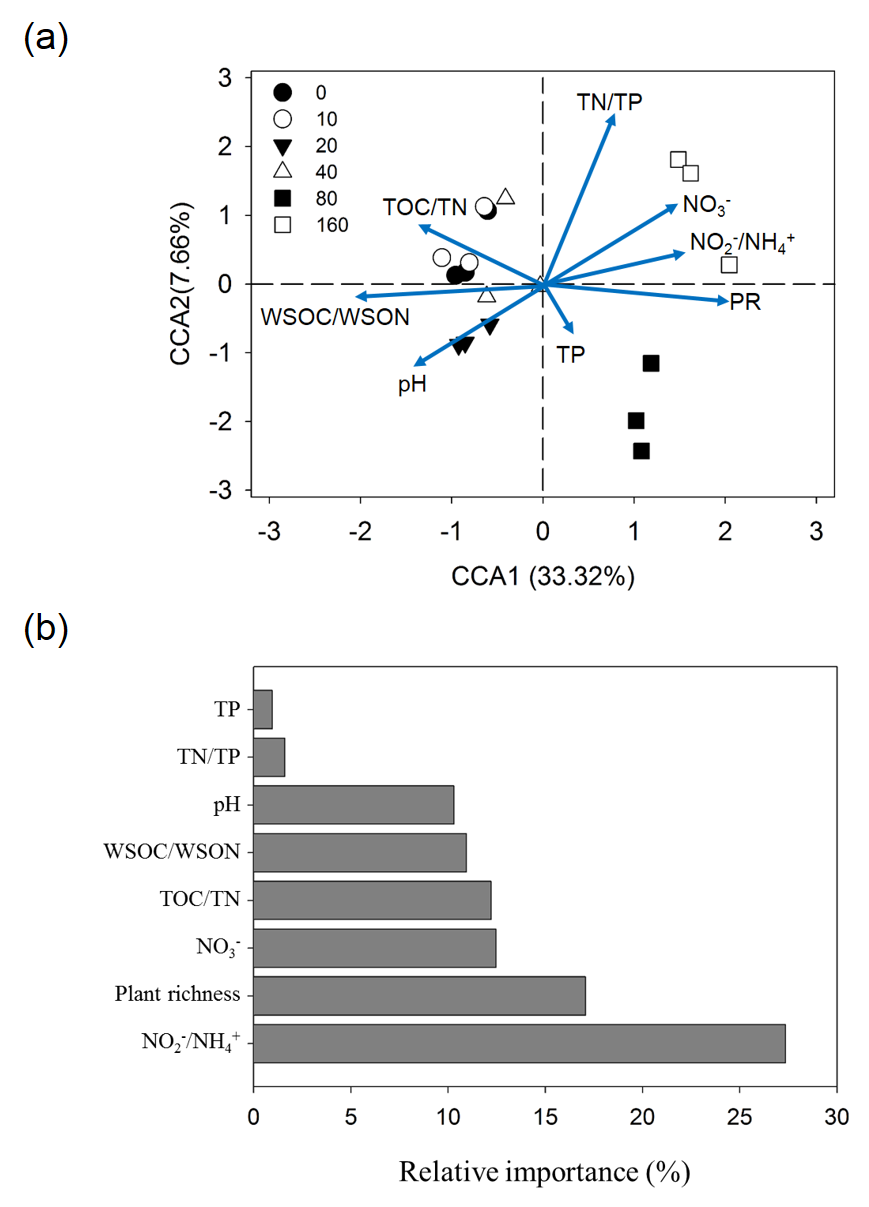 (a)
3
2
1
0
-1
-2
-3
CCA2(7.66%)
0
10
20
40
80
160
TN/TP
TOC/TN
NO₃⁻
NO₂⁻/NH₄⁺
WSOC/WSON
PR
TP
pH
-3 -2 -1 0 1 2 3
CCA1 (33.32%)
(b)
TP
TN/TP
pH
WSOC/WSON
TOC/TN
NO₃⁻
Plant richness
NO₂⁻/NH₄⁺
0 5 10 15 20 25 30
Relative importance (%)